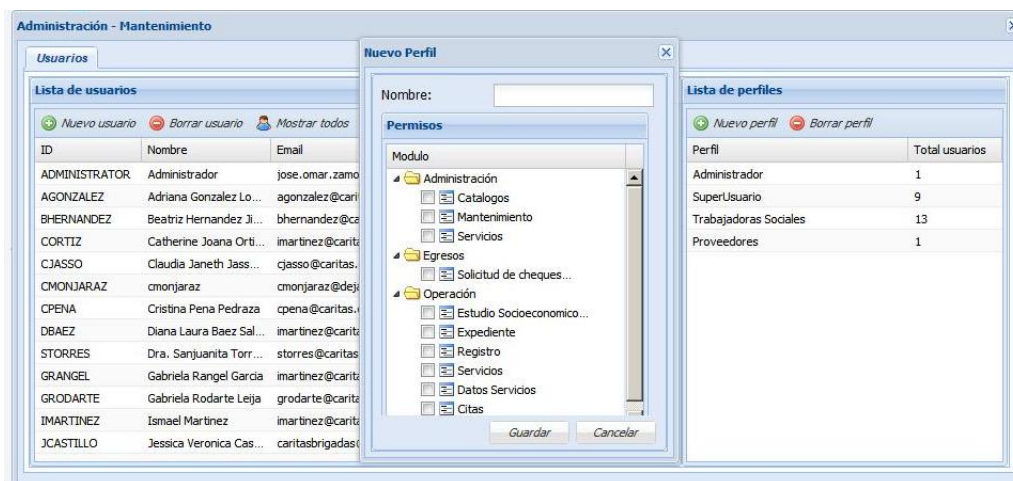 Administración - Mantenimiento
Usuarios
Lista de usuarios
Nuevo usuario Borrar usuario Mostrar todos
ID Nombre Email
ADMINISTRATOR Administrador jose.omar.zamo
AGONZALEZ Adriana Gonzalez Lo... agonzalez@cari
BHERNANDEZ Beatriz Hernandez Ji... bhernandez@ca
CORTIZ Catherine Joana Orti... imartinez@carita
CJASSO Claudia Janeth Jass... cjasso@caritas.
CMONJARAZ cmonjaraz cmonjaraz@deja
CPENA Cristina Pena Pedraza cpena@caritas.
DBAEZ Diana Laura Baez Sal... imartinez@carita
STORRES Dra. Sanjuanita Torr... storres@caritas
GRANGEL Gabriela Rangel Garcia imartinez@carita
GRODARTE Gabriela Rodarte Leija grodarte@carita
IMARTINEZ Ismael Martinez imartinez@carita
JCASTILLO Jessica Veronica Cas... caritasbrigadas
Nuevo Perfil
Nombre:
Permisos
Modulo
Administración
Catalogos
Mantenimiento
Servicios
Egresos
Solicitud de cheques...
Operación
Estudio Socioeconomico...
Expediente
Registro
Servicios
Datos Servicios
Citas
Guardar Cancelar
Lista de perfiles
Nuevo perfil Borrar perfil
Perfil Total usuarios
Administrador 1
SuperUsuario 9
Trabajadoras Sociales 13
Proveedores 1